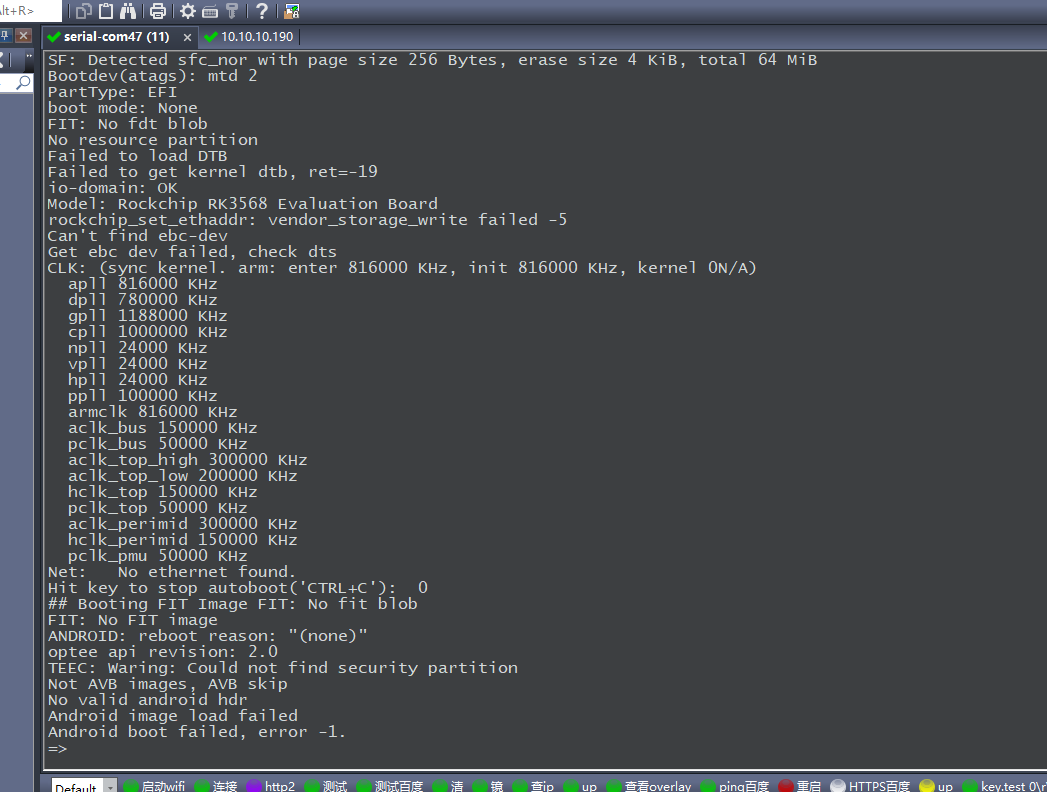 lt+R>
serial-com47 (11) × 10.10.10.190
SF: Detected sfc_nor with page size 256 Bytes, erase size 4 KiB, total 64 MiB
Bootdev(atags): mtd 2
PartType: EFI
boot mode: None
FIT: No fdt blob
No resource partition
Failed to load DTB
Failed to get kernel dtb, ret=-19
io-domain: OK
Model: Rockchip RK3568 Evaluation Board
rockchip_set_ethaddr: vendor_storage_write failed -5
Can't find ebc-dev
Get ebc dev failed, check dts
CLK: (sync kernel. arm: enter 816000 KHz, init 816000 KHz, kernel 0N/A)
apll 816000 KHz
dpll 780000 KHz
gpll 1188000 KHz
cpll 1000000 KHz
npll 24000 KHz
vpll 24000 KHz
hpll 24000 KHz
ppll 100000 KHz
armclk 816000 KHz
aclk_bus 150000 KHz
pclk_bus 50000 KHz
aclk_top_high 300000 KHz
aclk_top_low 200000 KHz
hclk_top 150000 KHz
pclk_top 50000 KHz
aclk_perimid 300000 KHz
hclk_perimid 150000 KHz
pclk_pmu 50000 KHz
Net:   No ethernet found.
Hit key to stop autoboot('CTRL+C'):  0
## Booting FIT Image FIT: No fit blob
FIT: No FIT image
ANDROID: reboot reason: "(none)"
optee api revision: 2.0
TEEC: Waring: Could not find security partition
Not AVB images, AVB skip
No valid android hdr
Android image load failed
Android boot failed, error -1.
=>
Default 启动wifi 连接 http2 测试 测试百度 清 镜 查ip up 查看overlay ping百度 重启 HTTPS百度 up key.test 0\r